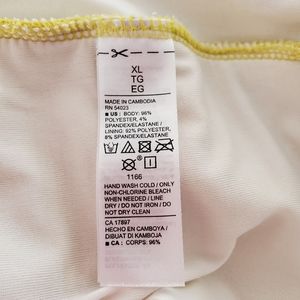 XL
TG
EG
MADE IN CAMBODIA
RN 54023
■ US : BODY: 96%
POLYESTER, 4%
SPANDEX/ELASTANE /
LINING: 92% POLYESTER,
8% SPANDEX/ELASTANE
1166
HAND WASH COLD / ONLY
NON-CHLORINE BLEACH
WHEN NEEDED / LINE
DRY / DO NOT IRON / DO
NOT DRY CLEAN
CA 17897
HECHO EN CAMBOYA /
DIBUAT DI KAMBOJA
■ CA : CORPS: 96%